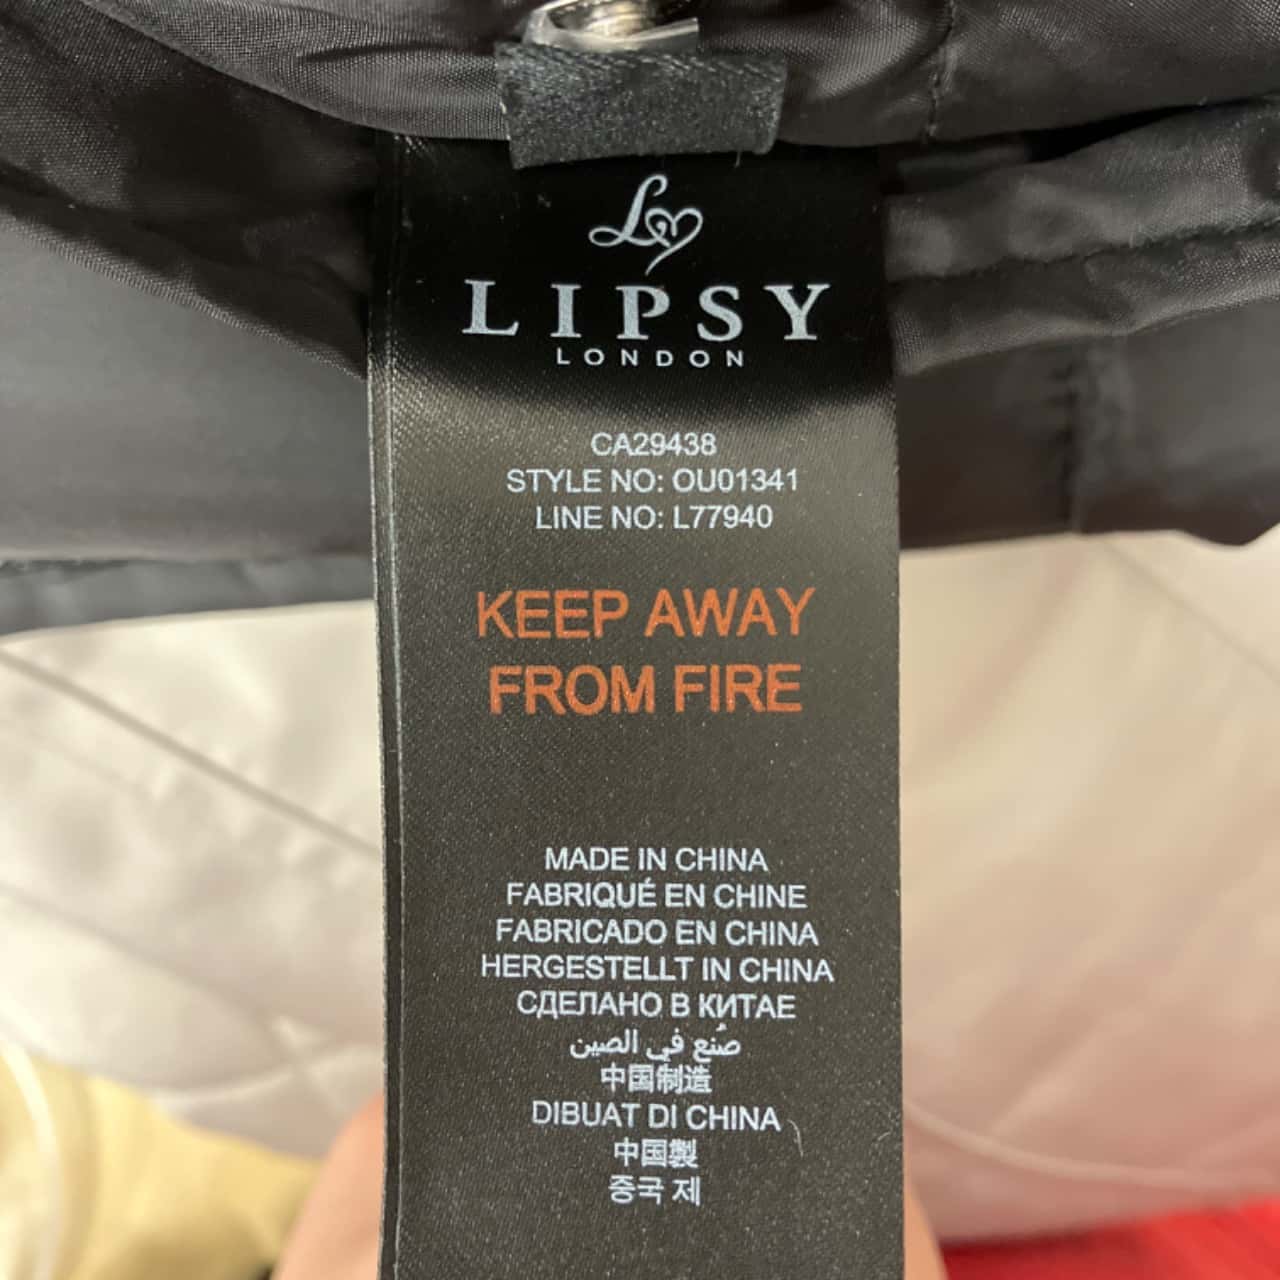 LIPSY
LONDON
CA29438
STYLE NO: OU01341
LINE NO: L77940
KEEP AWAY
FROM FIRE
MADE IN CHINA
FABRIQUÉ EN CHINE
FABRICADO EN CHINA
HERGESTELLT IN CHINA
СДЕЛАНО В КИТАЕ
صُنع في الصين
中国制造
DIBUAT DI CHINA
中国製
중국 제